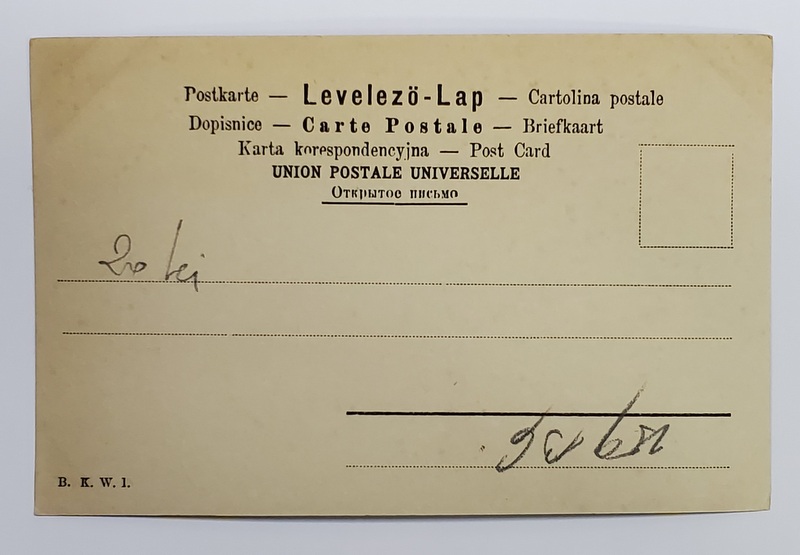 Postkarte — Levelező-Lap — Cartolina postale
Dopisnice — Carte Postale — Briefkaart
Karta korespondencyjna — Post Card
UNION POSTALE UNIVERSELLE
Открытое письмо
20 lei
B. K. W. I.